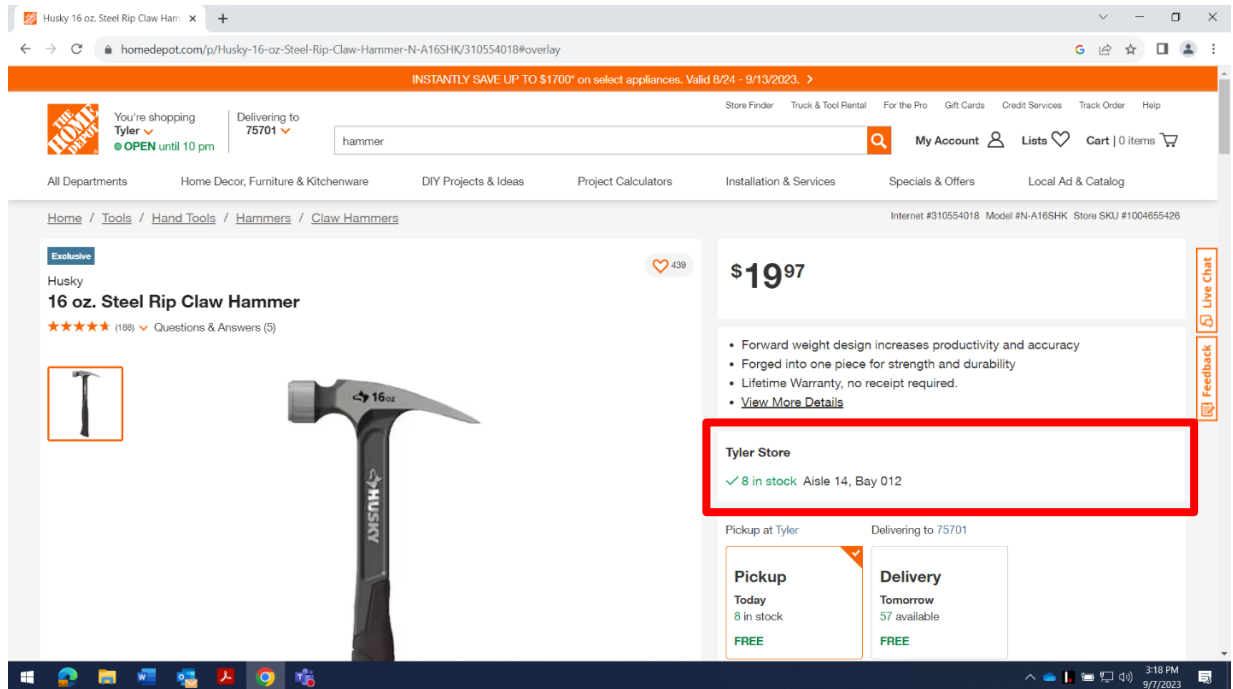 Husky 16 oz. Steel Rip Claw Ham
homedepot.com/p/Husky-16-oz-Steel-Rip-Claw-Hammer-N-A16SHK/310554018#overlay
INSTANTLY SAVE UP TO $1700* on select appliances. Valid 8/24 - 9/13/2023. >
Store Finder Truck & Tool Rental For the Pro Gift Cards Credit Services Track Order Help
THE HOME DEPOT
You're shopping
Tyler
OPEN until 10 pm
Delivering to
75701
hammer
My Account Lists Cart | 0 items
All Departments Home Decor, Furniture & Kitchenware DIY Projects & Ideas Project Calculators Installation & Services Specials & Offers Local Ad & Catalog
Home / Tools / Hand Tools / Hammers / Claw Hammers
Internet #310554018 Model #N-A16SHK Store SKU #1004655426
Exclusive
439
Husky
16 oz. Steel Rip Claw Hammer
(188) Questions & Answers (5)
16oz
HUSKY
$1997
• Forward weight design increases productivity and accuracy
• Forged into one piece for strength and durability
• Lifetime Warranty, no receipt required.
• View More Details
Tyler Store
8 in stock Aisle 14, Bay 012
Pickup at Tyler
Delivering to 75701
Pickup
Today
8 in stock
FREE
Delivery
Tomorrow
57 available
FREE
Live Chat
Feedback
3:18 PM
9/7/2023